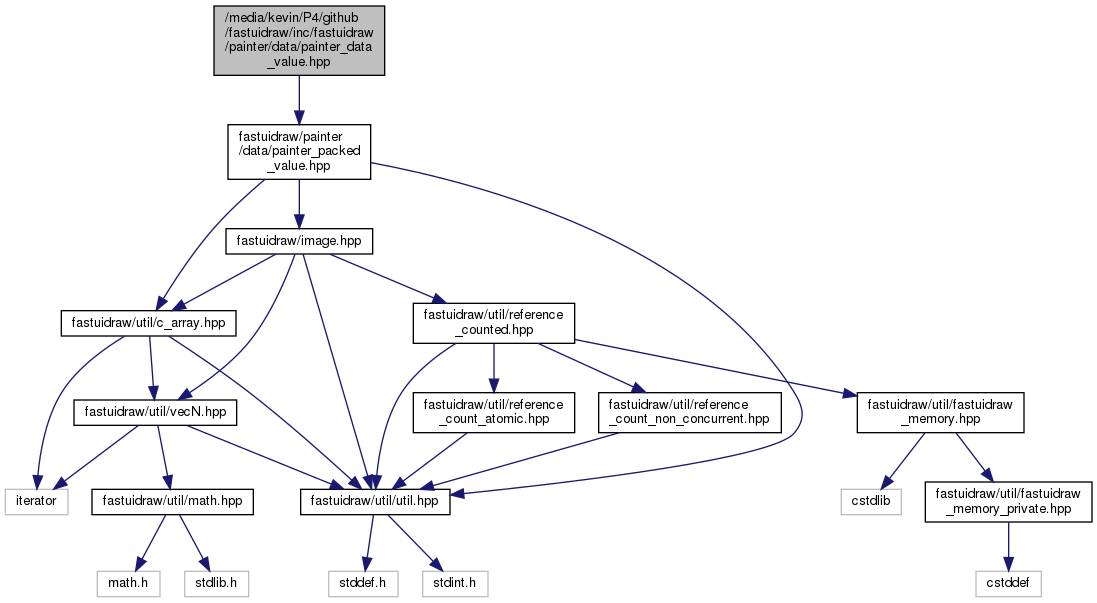 /media/kevin/P4/github
/fastuidraw/inc/fastuidraw
/painter/data/painter_data
_value.hpp
fastuidraw/painter
/data/painter_packed
_value.hpp
fastuidraw/image.hpp
fastuidraw/util/c_array.hpp
fastuidraw/util/reference
_counted.hpp
fastuidraw/util/vecN.hpp
fastuidraw/util/reference
_count_atomic.hpp
fastuidraw/util/reference
_count_non_concurrent.hpp
fastuidraw/util/fastuidraw
_memory.hpp
iterator
fastuidraw/util/math.hpp
fastuidraw/util/util.hpp
cstdlib
fastuidraw/util/fastuidraw
_memory_private.hpp
math.h
stdlib.h
stddef.h
stdint.h
cstddef